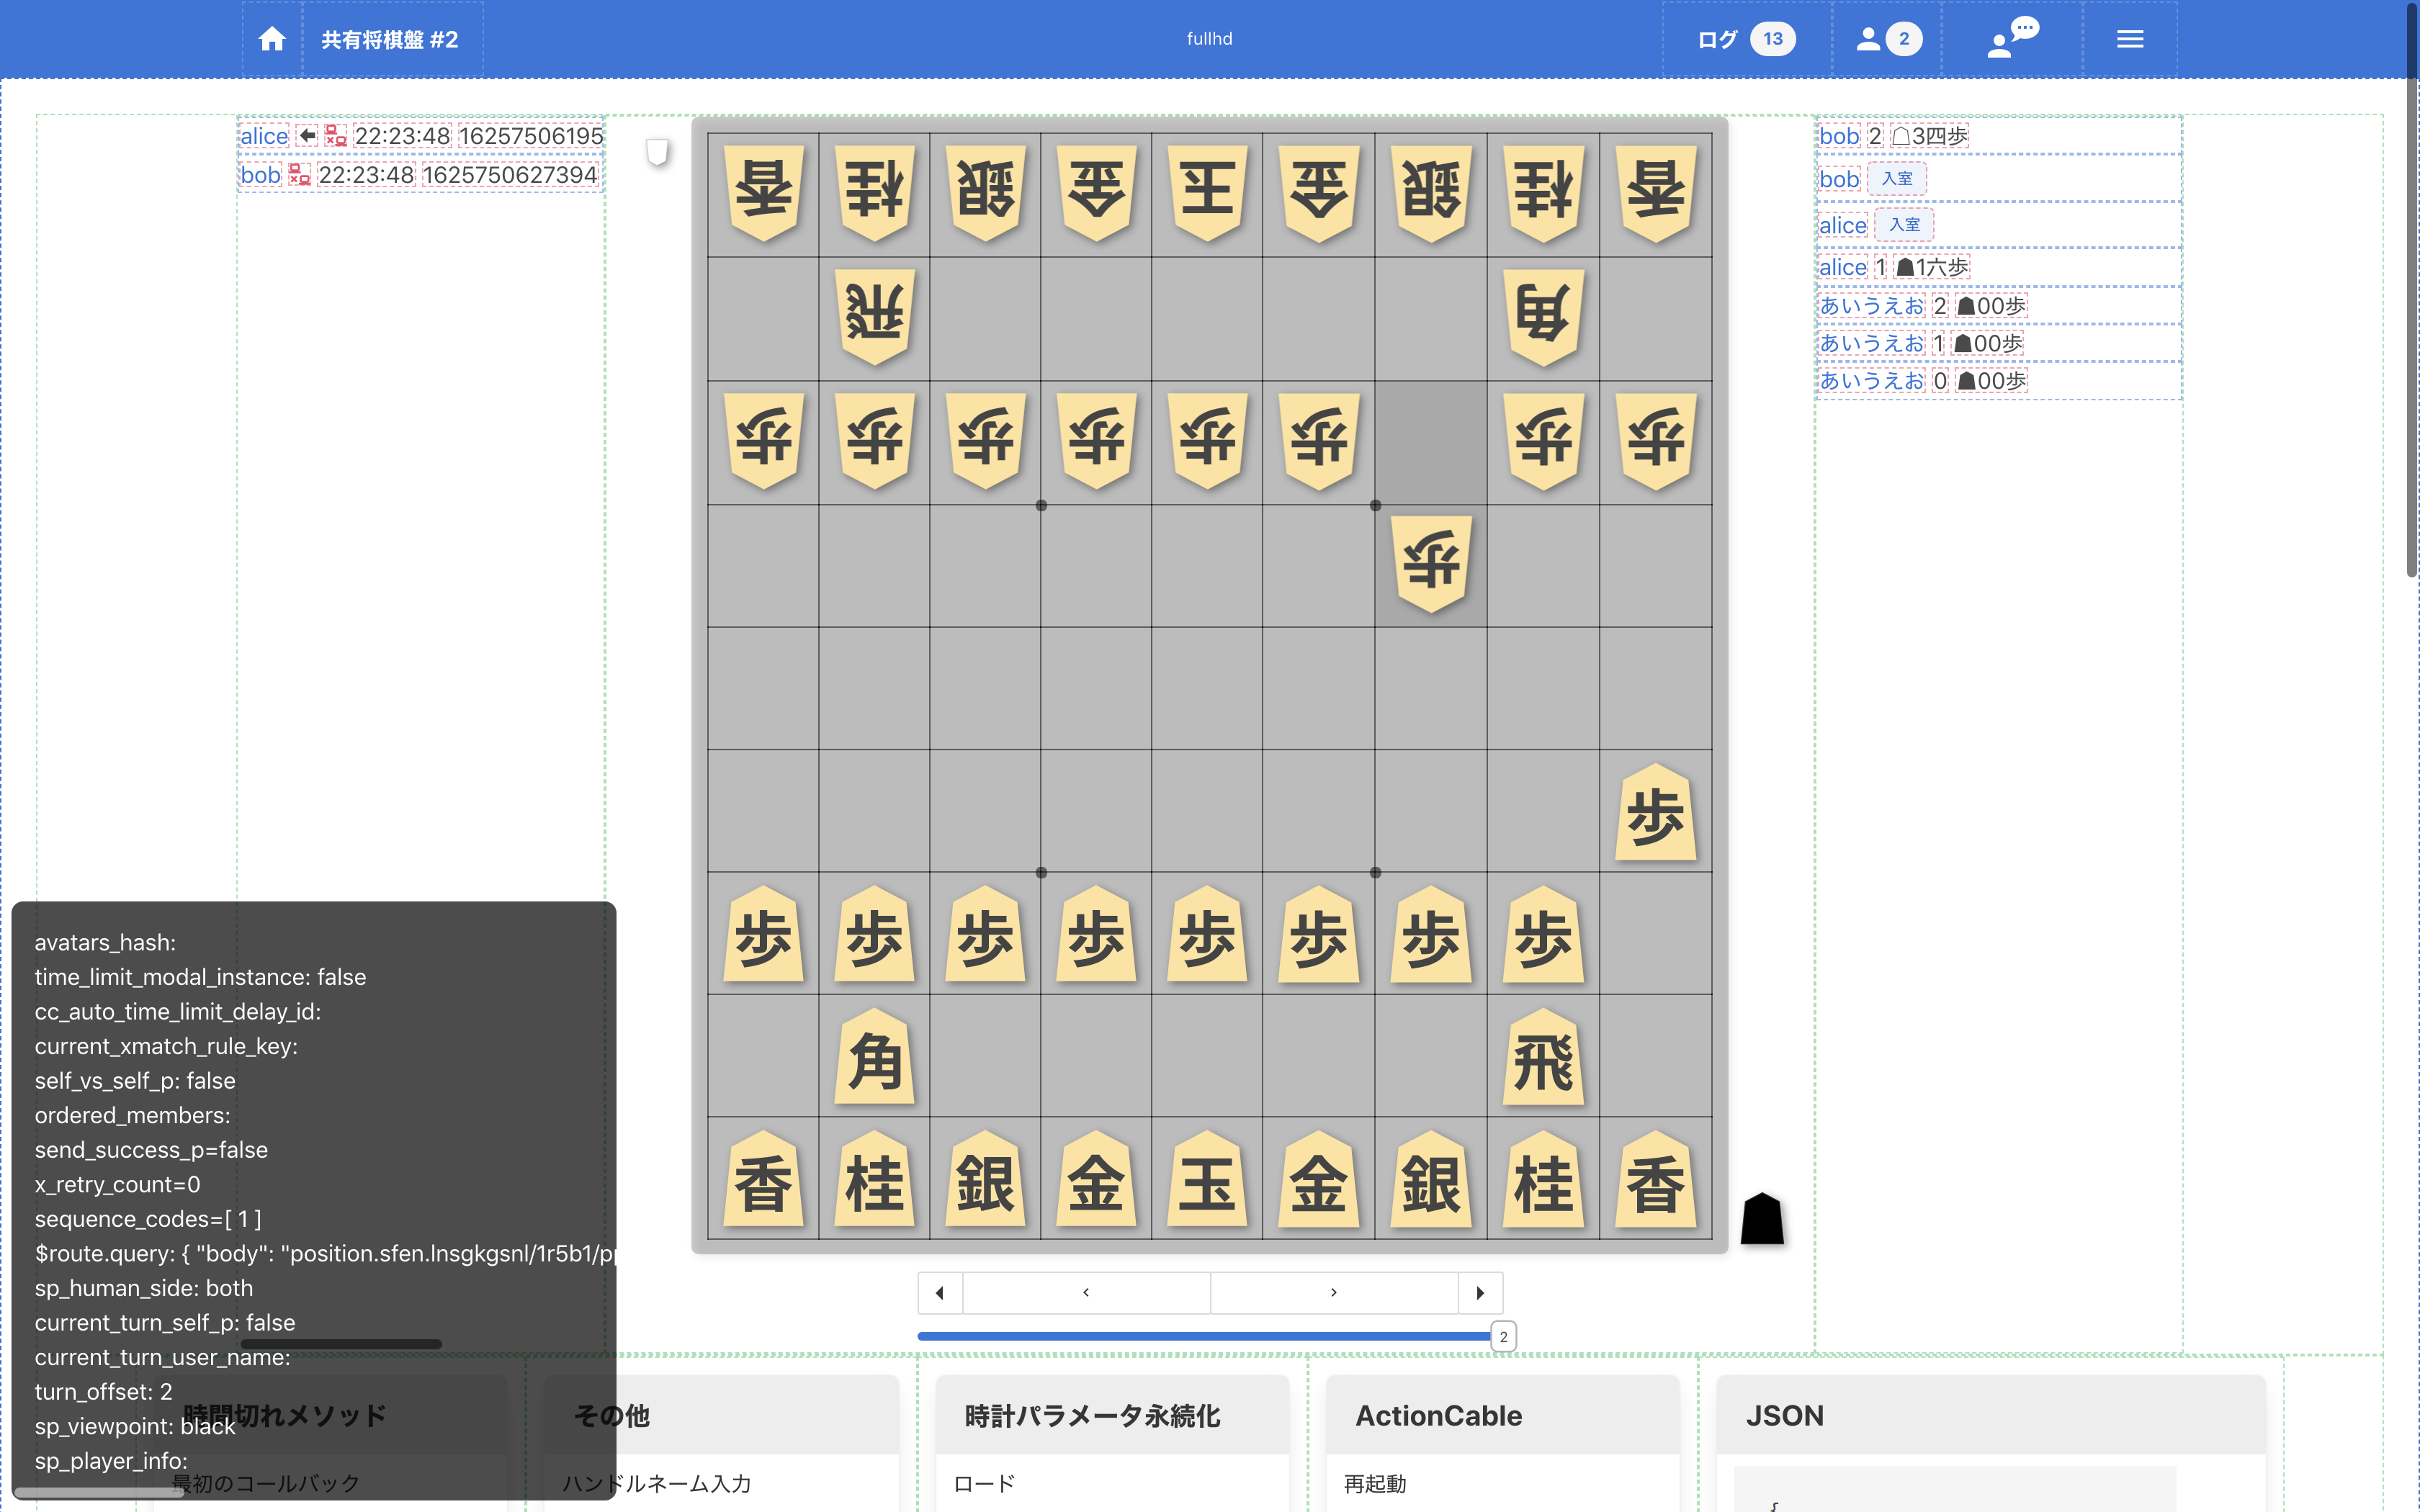 共有将棋盤 #2
fullhd
ログ 13
2
alice 22:23:48 16257506195
bob 22:23:48 1625750627394
香 桂 銀 金 玉 金 銀 桂 香
飛 角
歩 歩 歩 歩 歩 歩 歩 歩
歩
歩
歩 歩 歩 歩 歩 歩 歩 歩
角 飛
香 桂 銀 金 玉 金 銀 桂 香
2
bob 2 ☖3四歩
bob 入室
alice 入室
alice 1 ☗1六歩
あいうえお 2 ☗00歩
あいうえお 1 ☗00歩
あいうえお 0 ☗00歩
avatars_hash:
time_limit_modal_instance: false
cc_auto_time_limit_delay_id:
current_xmatch_rule_key:
self_vs_self_p: false
ordered_members:
send_success_p=false
x_retry_count=0
sequence_codes=[ 1 ]
$route.query: { "body": "position.sfen.lnsgkgsnl/1r5b1/p
sp_human_side: both
current_turn_self_p: false
current_turn_user_name:
turn_offset: 2
sp_viewpoint: black
sp_player_info:
時間切れメソッド
最初のコールバック
その他
ハンドルネーム入力
時計パラメータ永続化
ロード
ActionCable
再起動
JSON
{